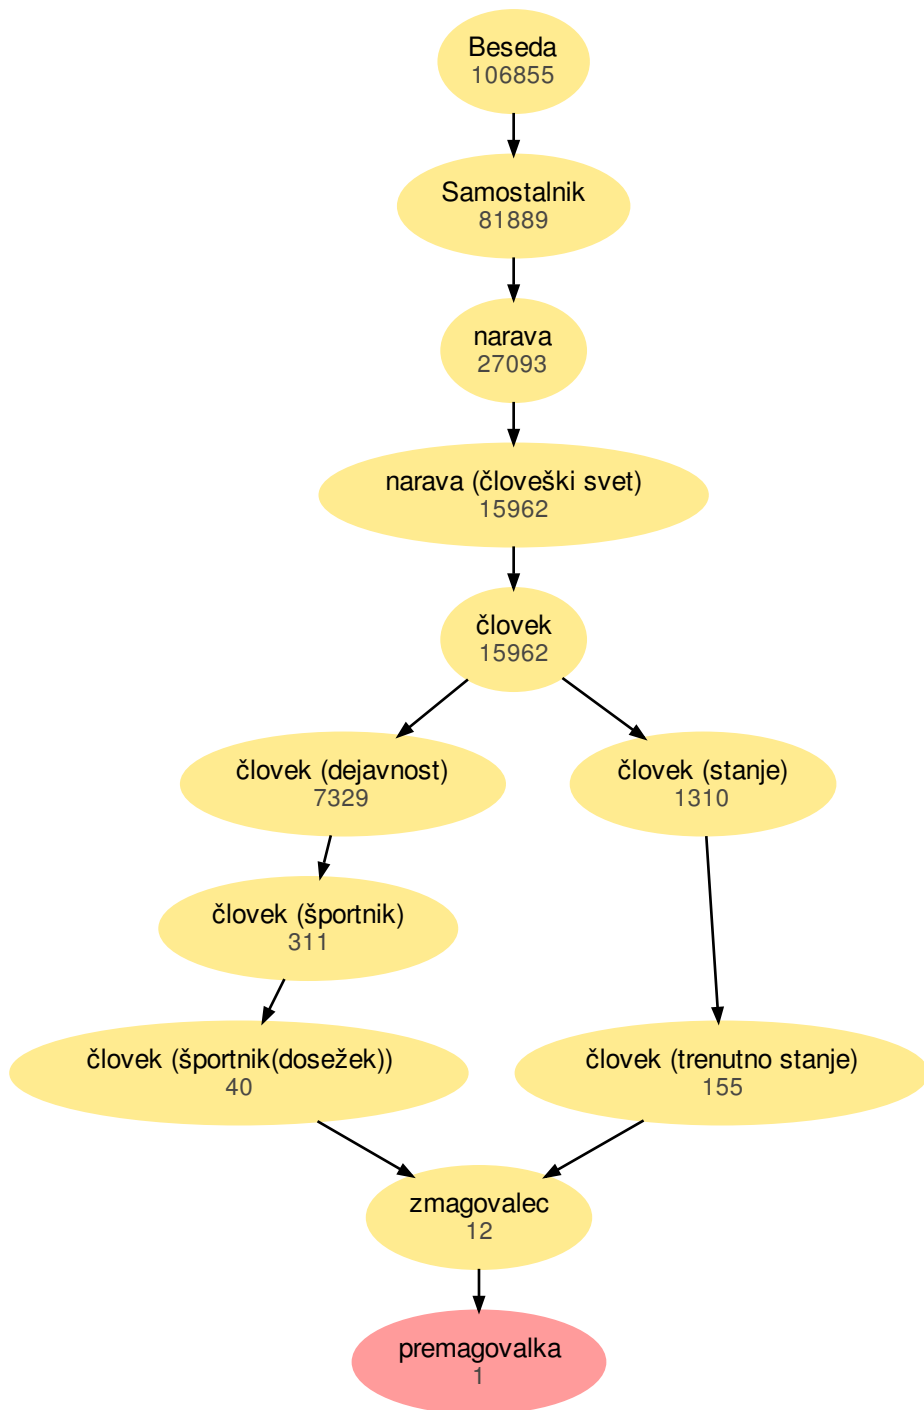 Beseda
106855
Samostalnik
81889
narava
27093
narava (človeški svet)
15962
človek
15962
človek (dejavnost)
7329
človek (stanje)
1310
človek (športnik)
311
človek (športnik(dosežek))
40
človek (trenutno stanje)
155
zmagovalec
12
premagovalka
1